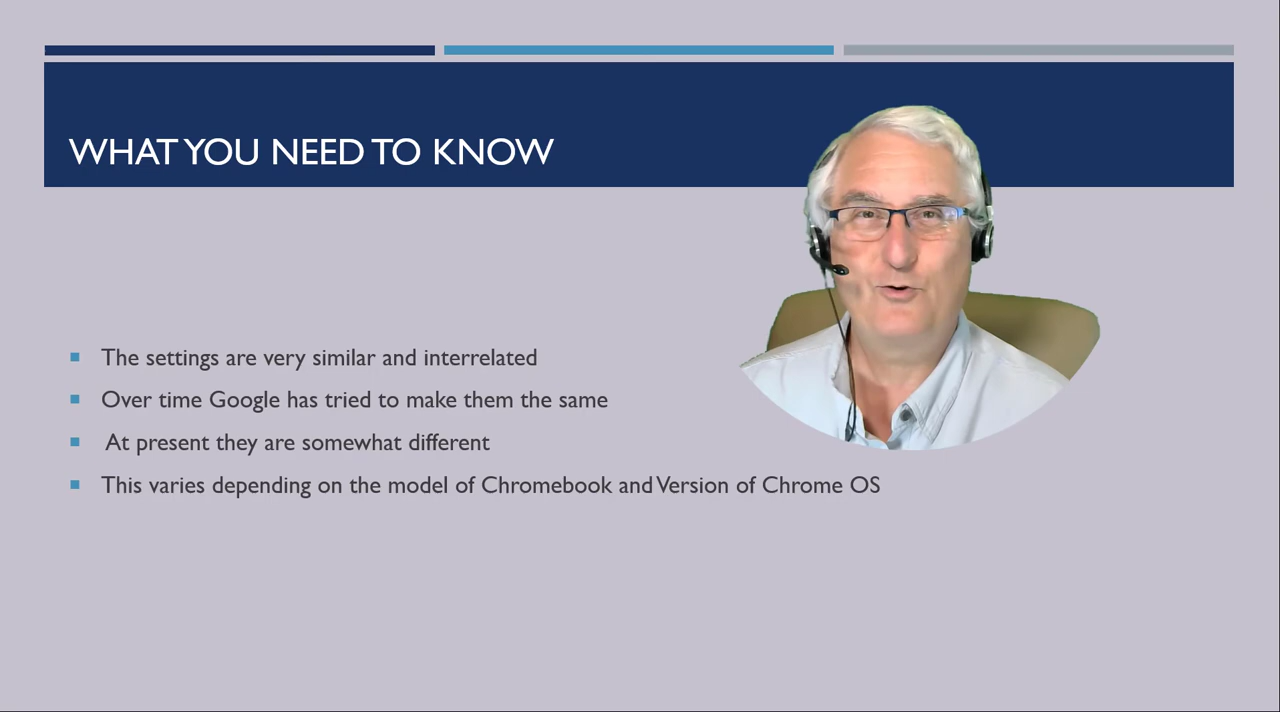 WHAT YOU NEED TO KNOW
The settings are very similar and interrelated
Over time Google has tried to make them the same
At present they are somewhat different
This varies depending on the model of Chromebook and Version of Chrome OS